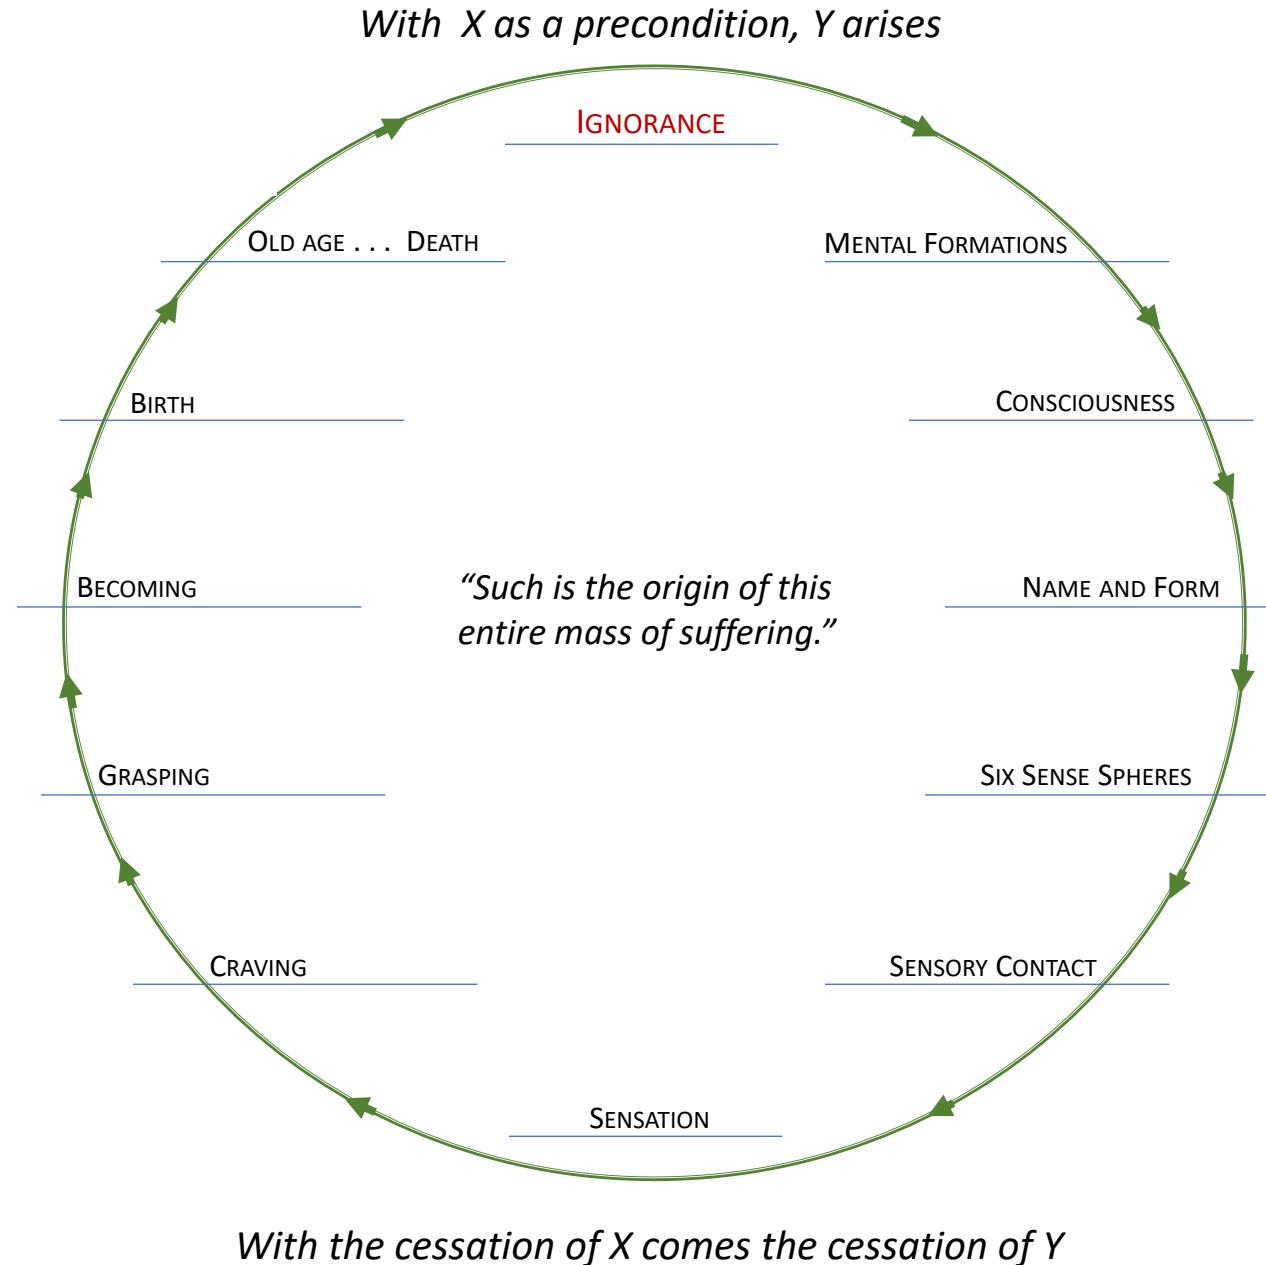 With X as a precondition, Y arises
IGNORANCE
OLD AGE . . . DEATH
MENTAL FORMATIONS
BIRTH
CONSCIOUSNESS
BECOMING
“Such is the origin of this
entire mass of suffering.”
NAME AND FORM
GRASPING
SIX SENSE SPHERES
CRAVING
SENSORY CONTACT
SENSATION
With the cessation of X comes the cessation of Y